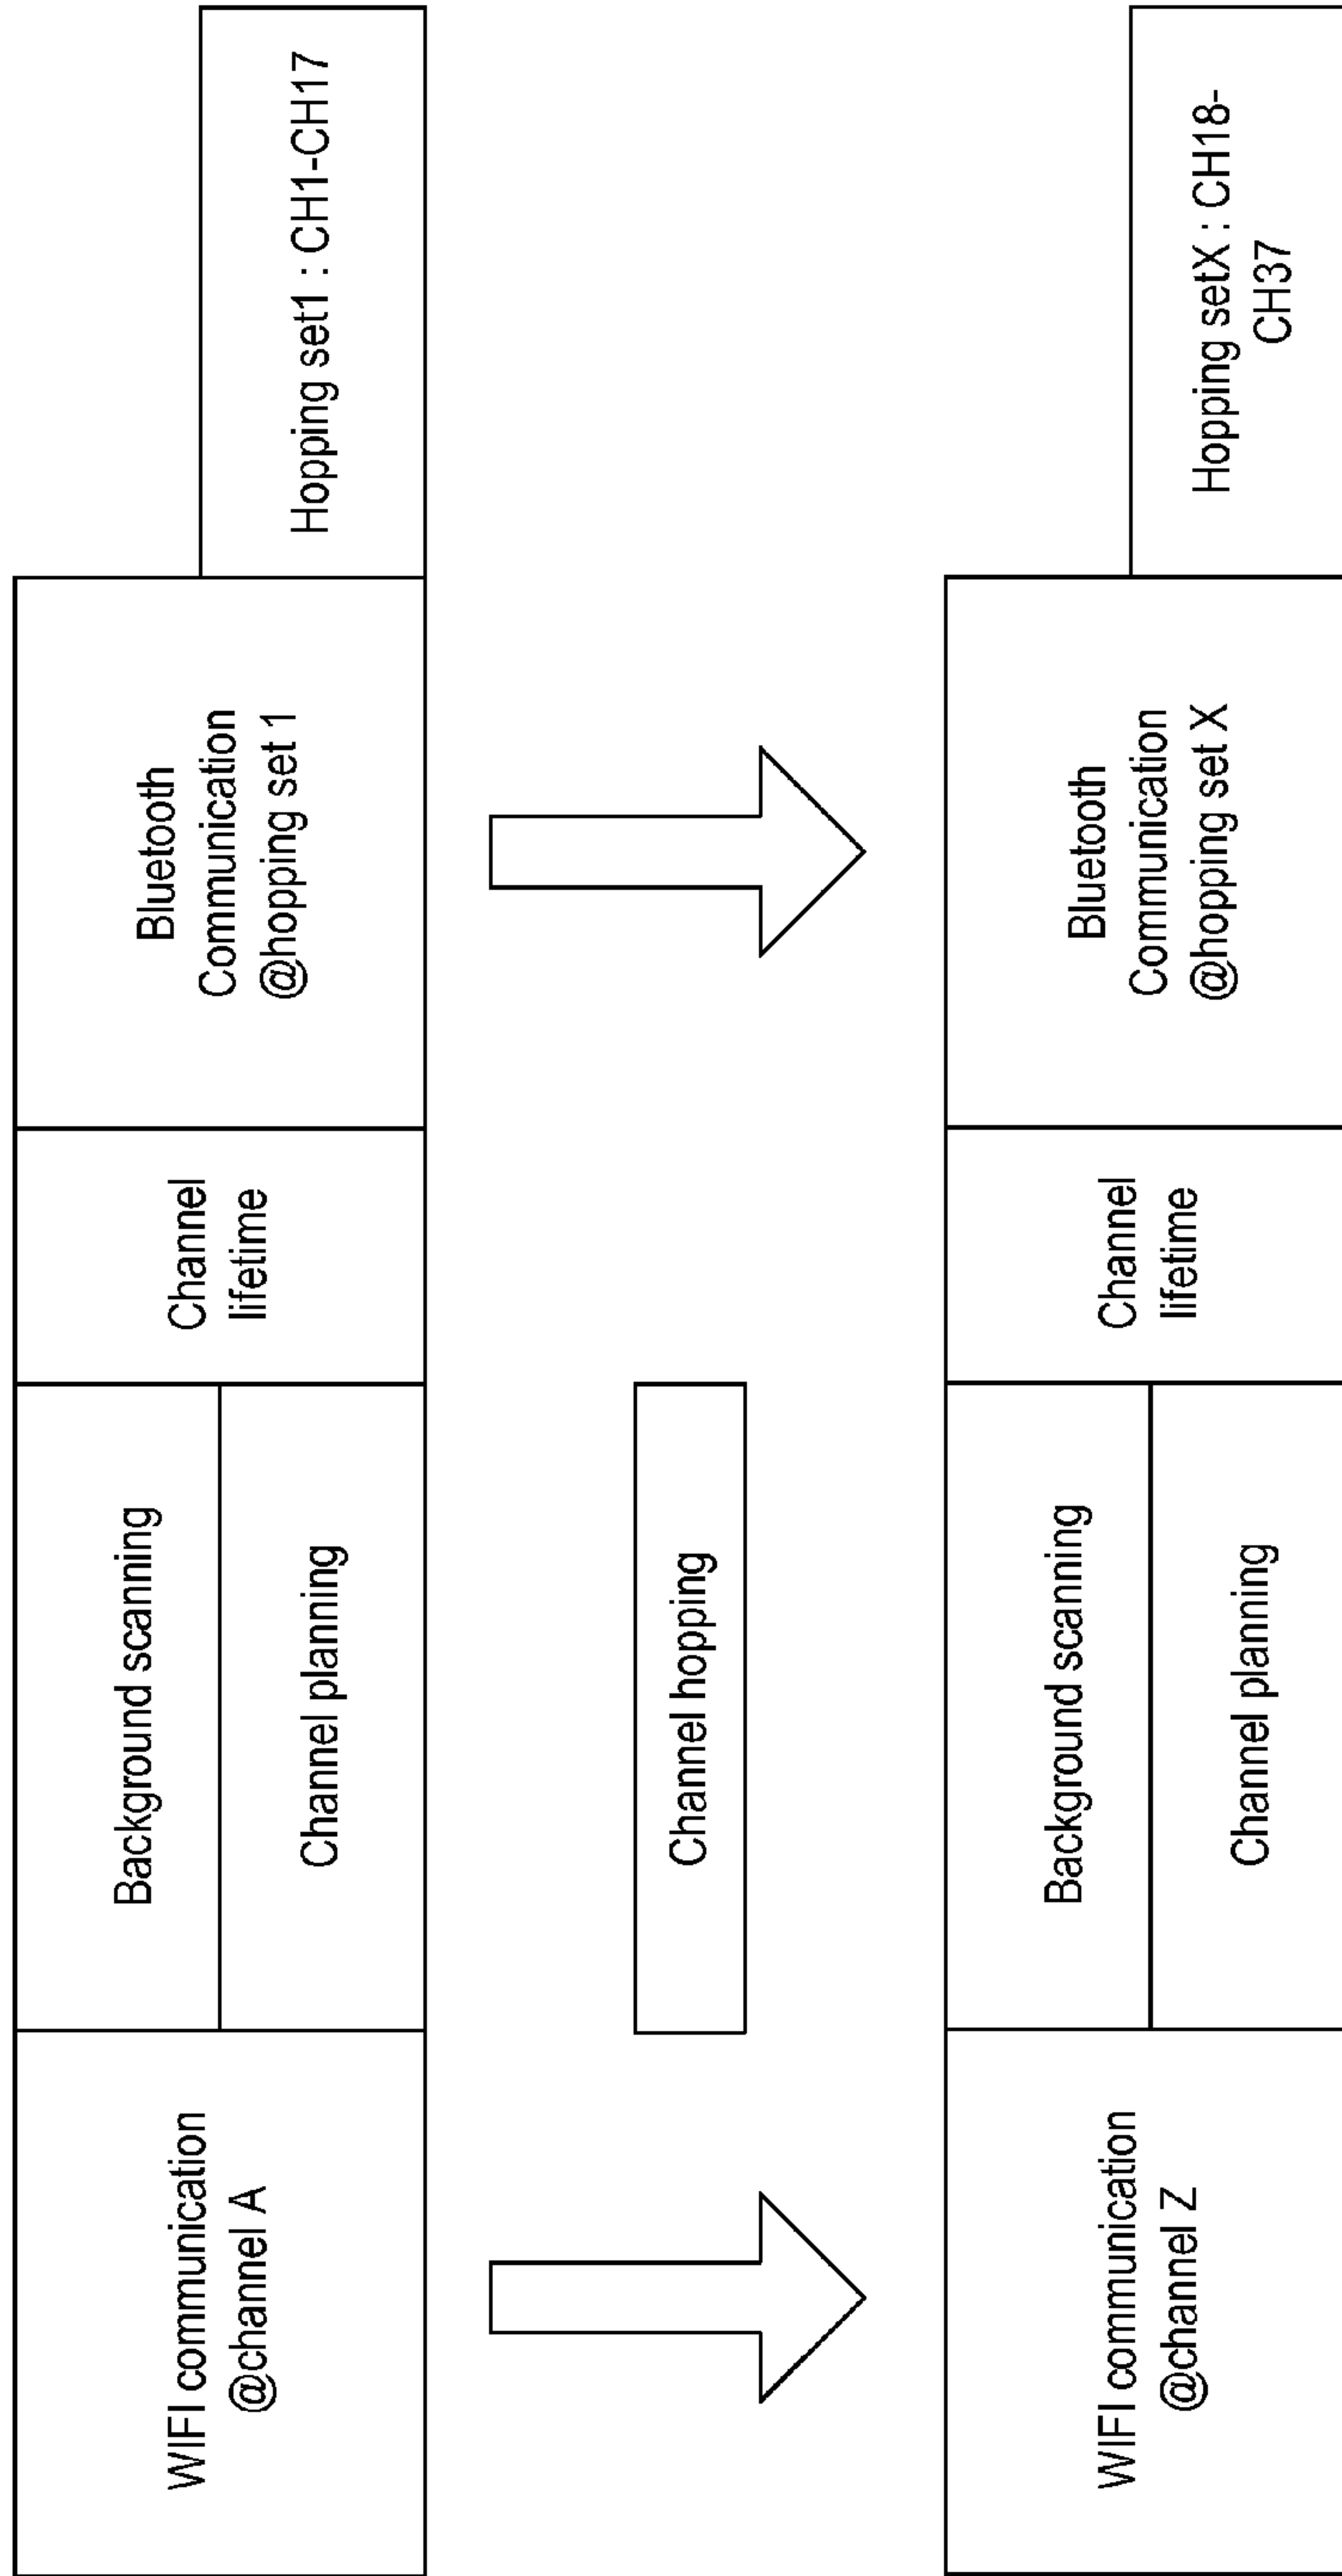 WIFI communication
@channel A
Background scanning
Channel planning
Channel
lifetime
Bluetooth
Communication
@hopping set 1
Hopping set1 : CH1-CH17
Channel hopping
WIFI communication
@channel Z
Background scanning
Channel planning
Channel
lifetime
Bluetooth
Communication
@hopping set X
Hopping setX : CH18-
CH37